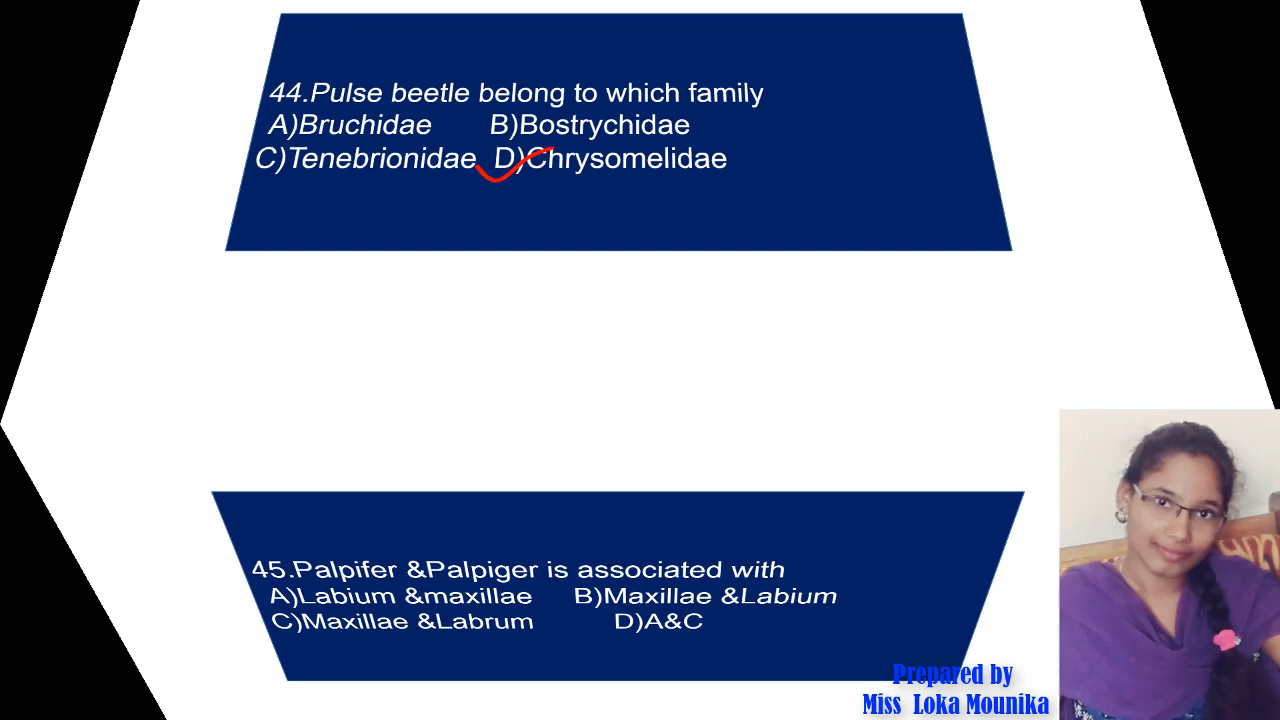 44.Pulse beetle belong to which family
A)Bruchidae B)Bostrychidae
C)Tenebrionidae D)Chrysomelidae
45.Palpifer &Palpiger is associated with
A)Labium &maxillae B)Maxillae &Labium
C)Maxillae &Labrum D)A&C
Prepared by
Miss Loka Mounika